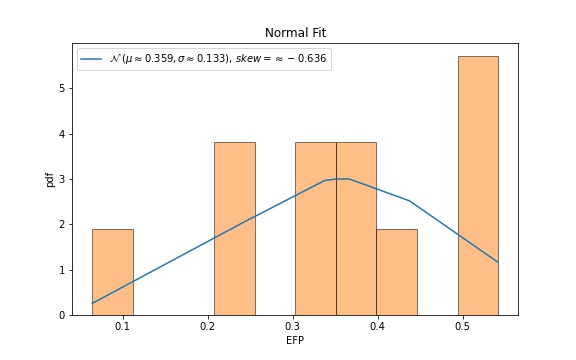 Normal Fit
𝒩(μ ≈ 0.359, σ ≈ 0.133), skew = ≈ − 0.636
pdf
5
4
3
2
1
0
0.1 0.2 0.3 0.4 0.5
EFP